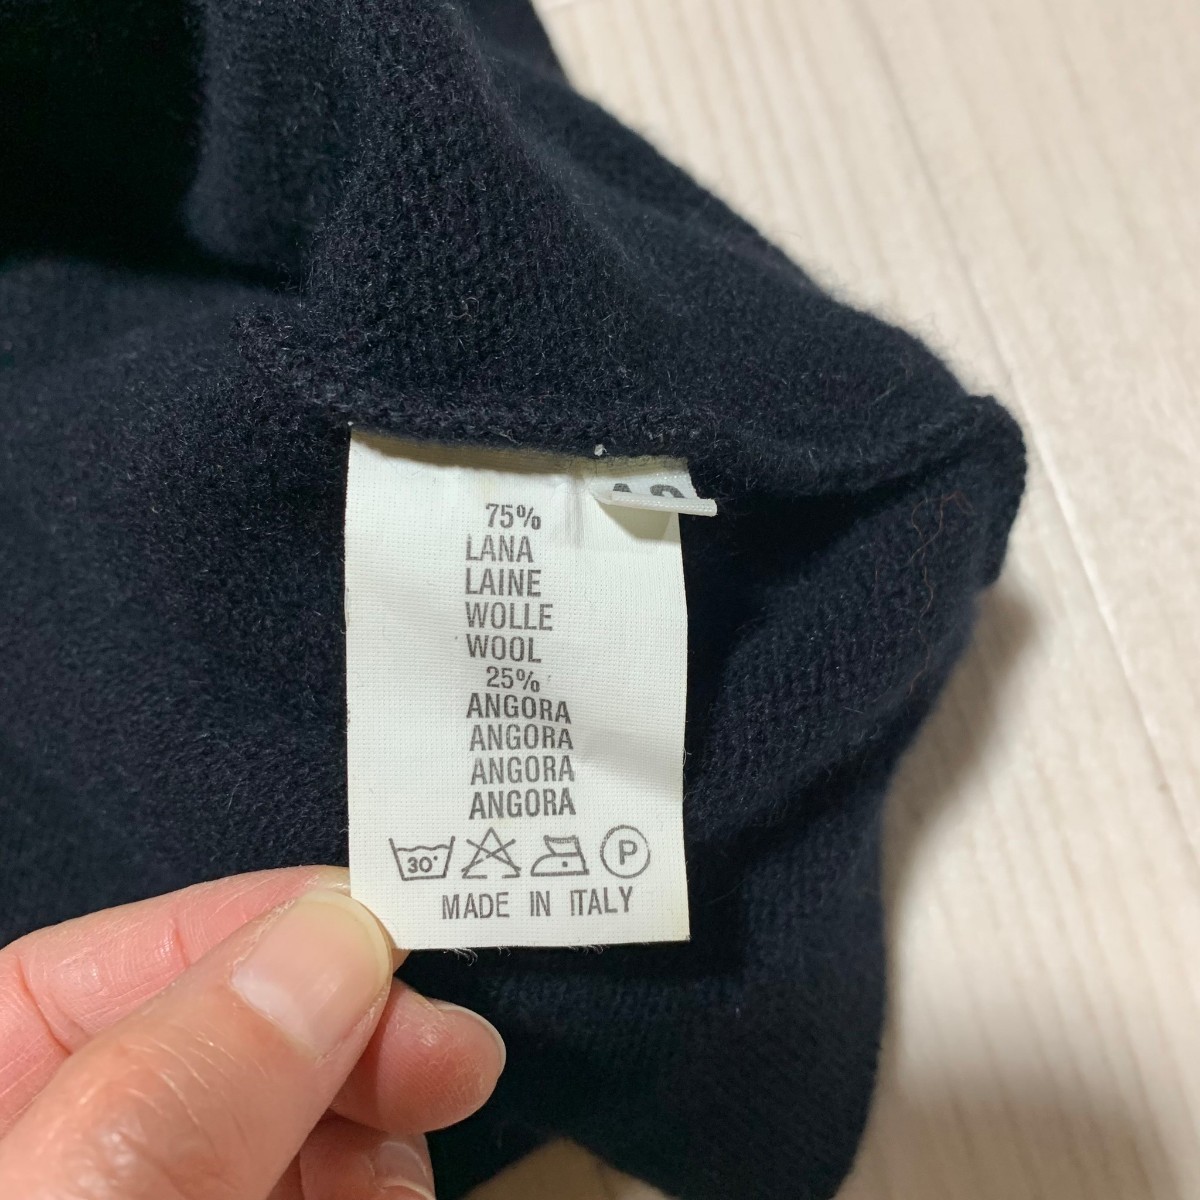 75%
LANA
LAINE
WOLLE
WOOL
25%
ANGORA
ANGORA
ANGORA
ANGORA
30°
P
MADE IN ITALY